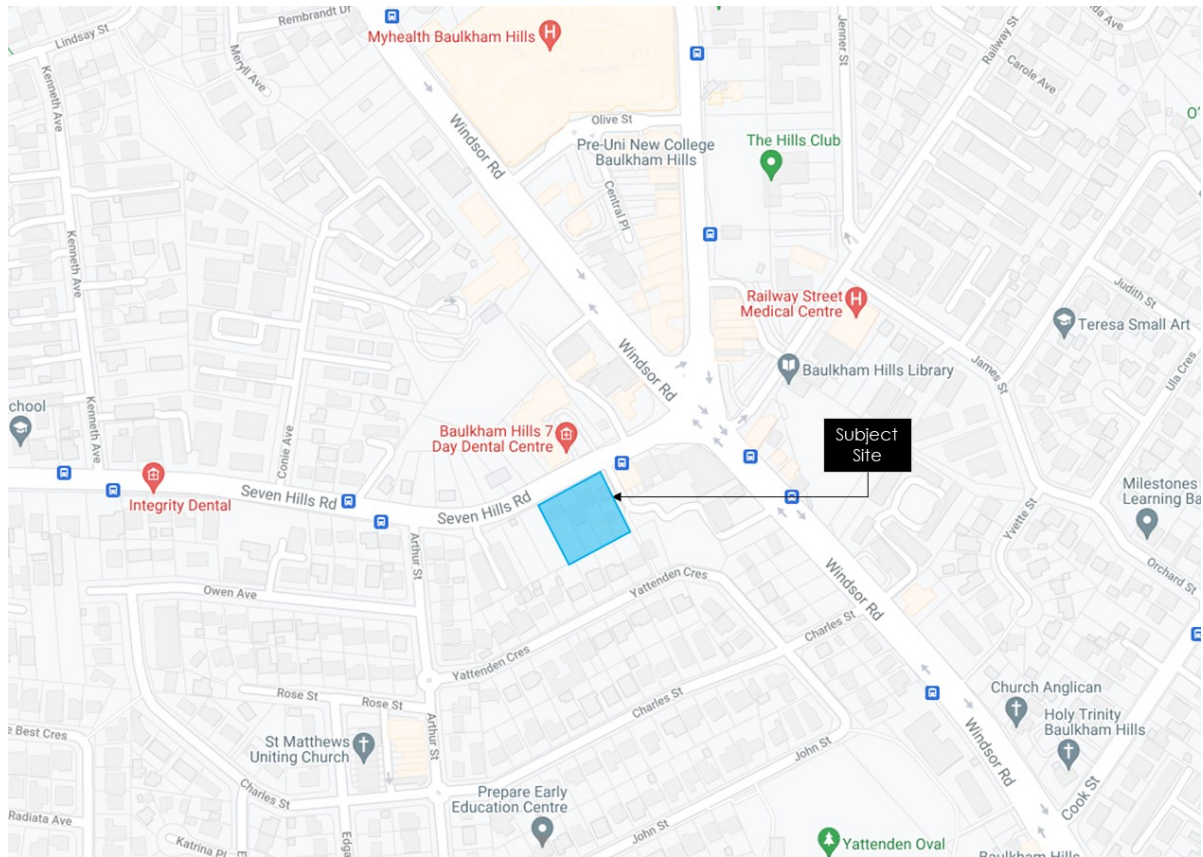 Rembrandt Dr
Lindsay St
Myhealth Baulkham Hills
H
Meryll Ave
Kenneth Ave
Windsor Rd
Olive St
Pre-Uni New College
Baulkham Hills
Central Pl
The Hills Club
Jenner St
Railway St
Carole Ave
Judith St
Railway Street
Medical Centre
H
Teresa Small Art
Ula Cres
James St
Baulkham Hills Library
Windsor Rd
Kenneth Ave
chool
Conie Ave
Baulkham Hills 7
Day Dental Centre
Subject
Site
Integrity Dental
Seven Hills Rd
Seven Hills Rd
Milestones
Learning Ba
Yvette St
Orchard St
Arthur St
Owen Ave
Yattenden Cres
Windsor Rd
Charles St
Yattenden Cres
Rose St
Rose St
Charles St
Church Anglican
Holy Trinity
Baulkham Hills
e Best Cres
St Matthews
Uniting Church
Arthur St
John St
Windsor Rd
Cook St
Charles St
Prepare Early
Education Centre
Radiata Ave
Katrina Pl
Edga
John St
Yattenden Oval
Baulkham Hills